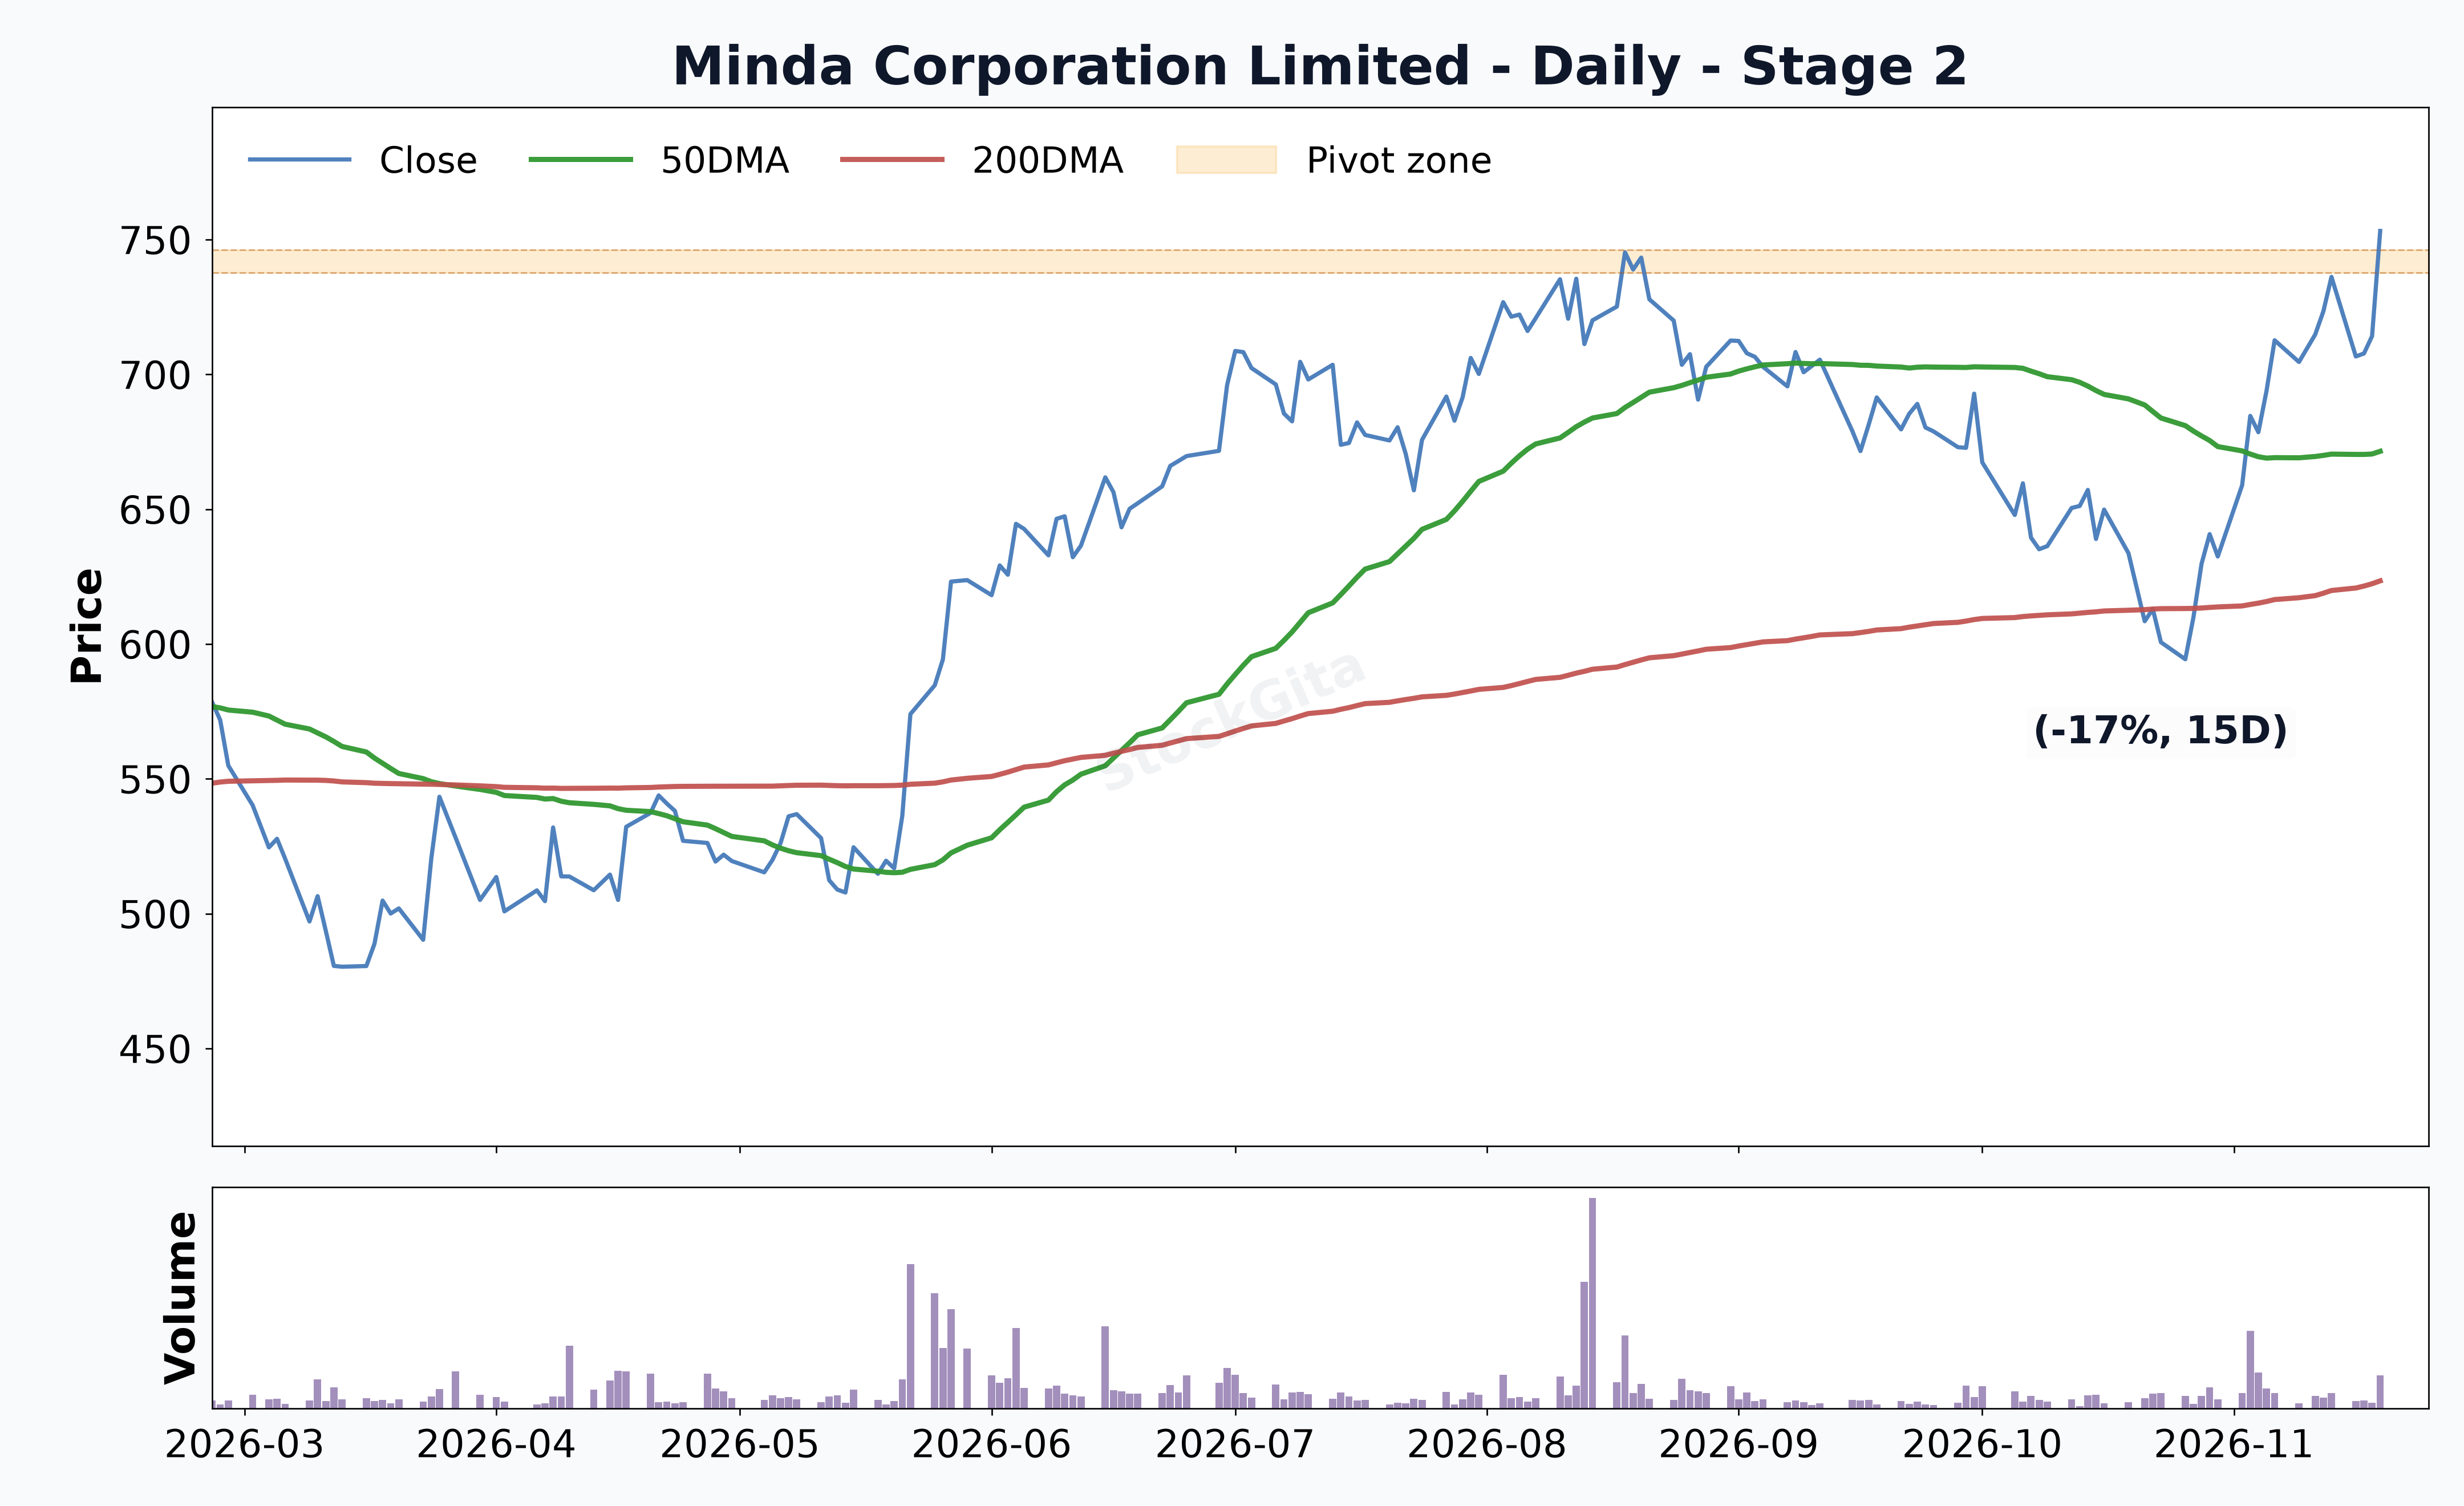 Minda Corporation Limited - Daily - Stage 2
Close 50DMA 200DMA Pivot zone
Price
750
700
650
600
550
500
450
StockGita
(-17%, 15D)
Volume
2026-03 2026-04 2026-05 2026-06 2026-07 2026-08 2026-09 2026-10 2026-11